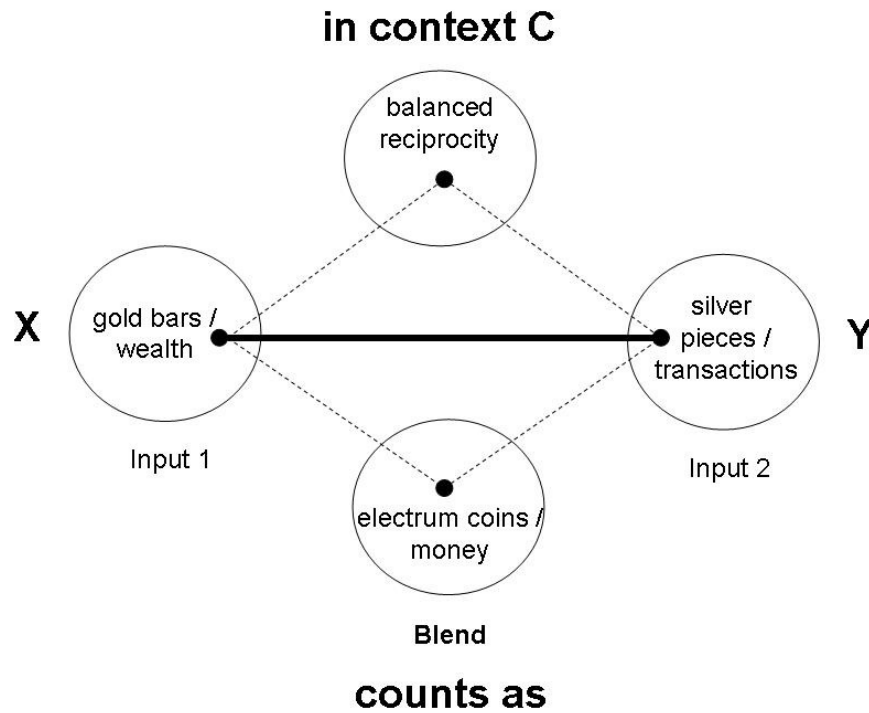 in context C
balanced
reciprocity
X
gold bars /
wealth
silver
pieces /
transactions
Y
Input 1
Input 2
electrum coins /
money
Blend
counts as